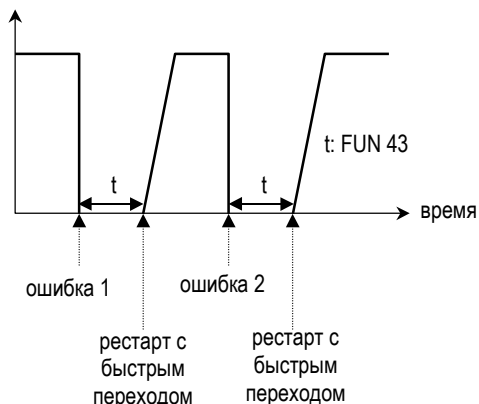 t: FUN 43
t
t
время
ошибка 1
ошибка 2
рестарт с
быстрым
переходом
рестарт с
быстрым
переходом